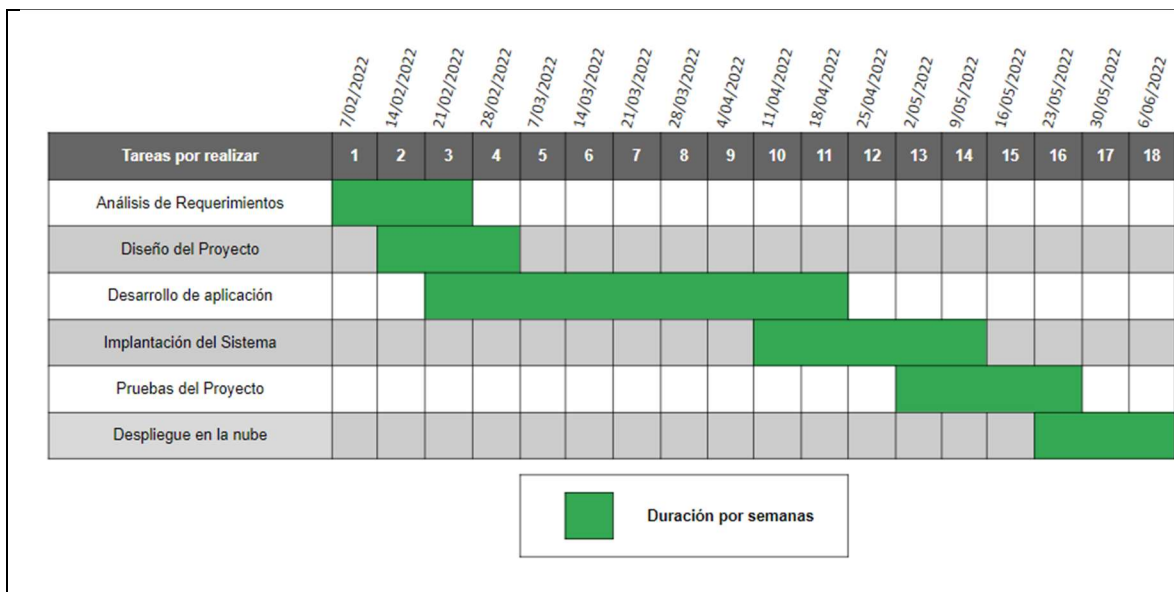 7/02/2022 14/02/2022 21/02/2022 28/02/2022 7/03/2022 14/03/2022 21/03/2022 28/03/2022 4/04/2022 11/04/2022 18/04/2022 25/04/2022 2/05/2022 9/05/2022 16/05/2022 23/05/2022 30/05/2022 6/06/2022
Tareas por realizar 1 2 3 4 5 6 7 8 9 10 11 12 13 14 15 16 17 18
Análisis de Requerimientos
Diseño del Proyecto
Desarrollo de aplicación
Implantación del Sistema
Pruebas del Proyecto
Despliegue en la nube
Duración por semanas